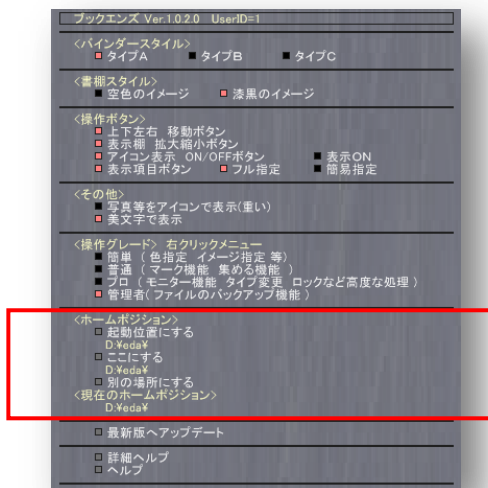 ブックエンズ Ver.1.0.2.0 UserID=1
<バインダースタイル>
タイプA タイプB タイプC
<書棚スタイル>
空色のイメージ 漆黒のイメージ
<操作ボタン>
上下左右 移動ボタン
表示棚 拡大縮小ボタン
アイコン表示 ON/OFFボタン 表示ON
表示項目ボタン フル指定 簡易指定
<その他>
写真等をアイコンで表示(重い)
美文字で表示
<操作グレード> 右クリックメニュー
簡単 ( 色指定 イメージ指定 等)
普通 ( マーク機能 集める機能 )
プロ ( モニター機能 タイプ変更 ロックなど高度な処理 )
管理者( ファイルのバックアップ機能 )
<ホームポジション>
起動位置にする
D:¥eda¥
ここにする
D:¥eda¥
別の場所にする
<現在のホームポジション>
D:¥eda¥
最新版へアップデート
詳細ヘルプ
ヘルプ